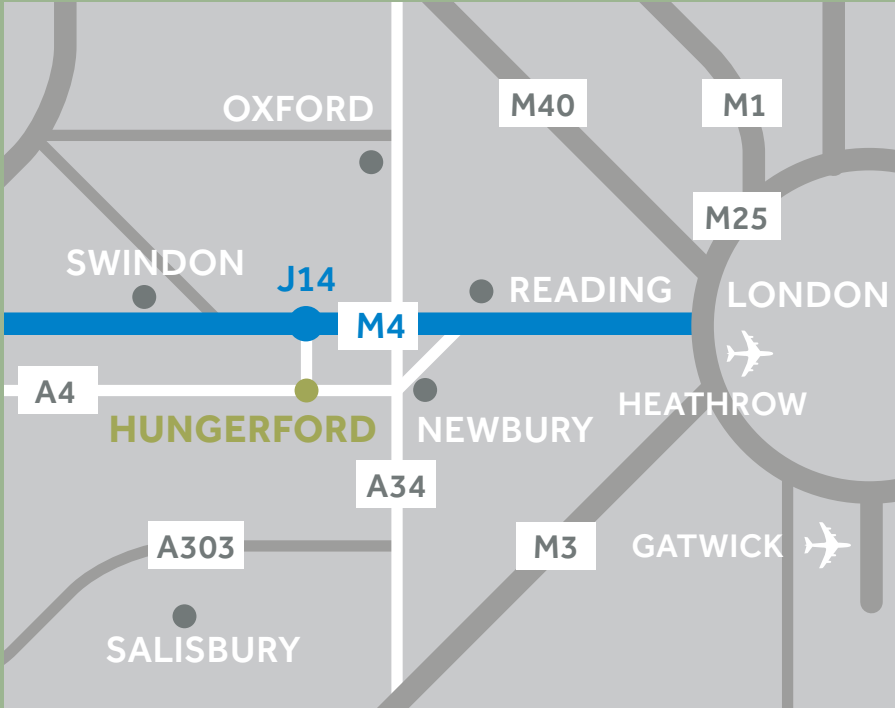 OXFORD
M40
M1
M25
SWINDON
J14
READING
LONDON
M4
A4
HEATHROW
HUNGERFORD
NEWBURY
A34
A303
M3
GATWICK
SALISBURY